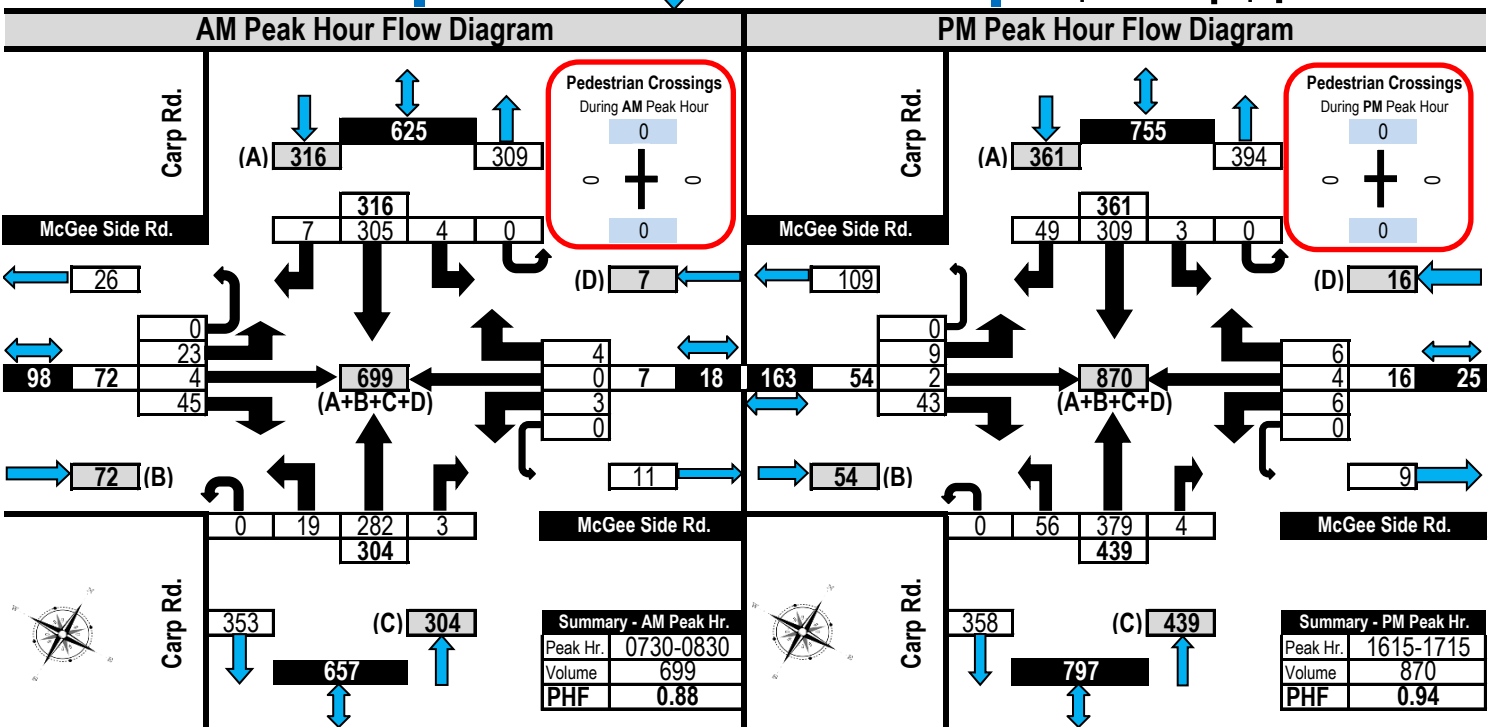 AM Peak Hour Flow Diagram
Carp Rd.
McGee Side Rd.
625
(A) 316
309
316
7 305 4 0
Pedestrian Crossings
During AM Peak Hour
0
0 0
0
26
(D) 7
0
23
98 72 4
45
699
(A+B+C+D)
4
0 7 18
3
0
72 (B)
11
0 19 282 3
304
McGee Side Rd.
Carp Rd.
353
(C) 304
657
Summary - AM Peak Hr.
Peak Hr. 0730-0830
Volume 699
PHF 0.88
PM Peak Hour Flow Diagram
Carp Rd.
McGee Side Rd.
755
(A) 361
394
361
49 309 3 0
Pedestrian Crossings
During PM Peak Hour
0
0 0
0
109
(D) 16
0
9
163 54 2
43
870
(A+B+C+D)
6
4 16 25
6
0
54 (B)
9
0 56 379 4
439
McGee Side Rd.
Carp Rd.
358
(C) 439
797
Summary - PM Peak Hr.
Peak Hr. 1615-1715
Volume 870
PHF 0.94